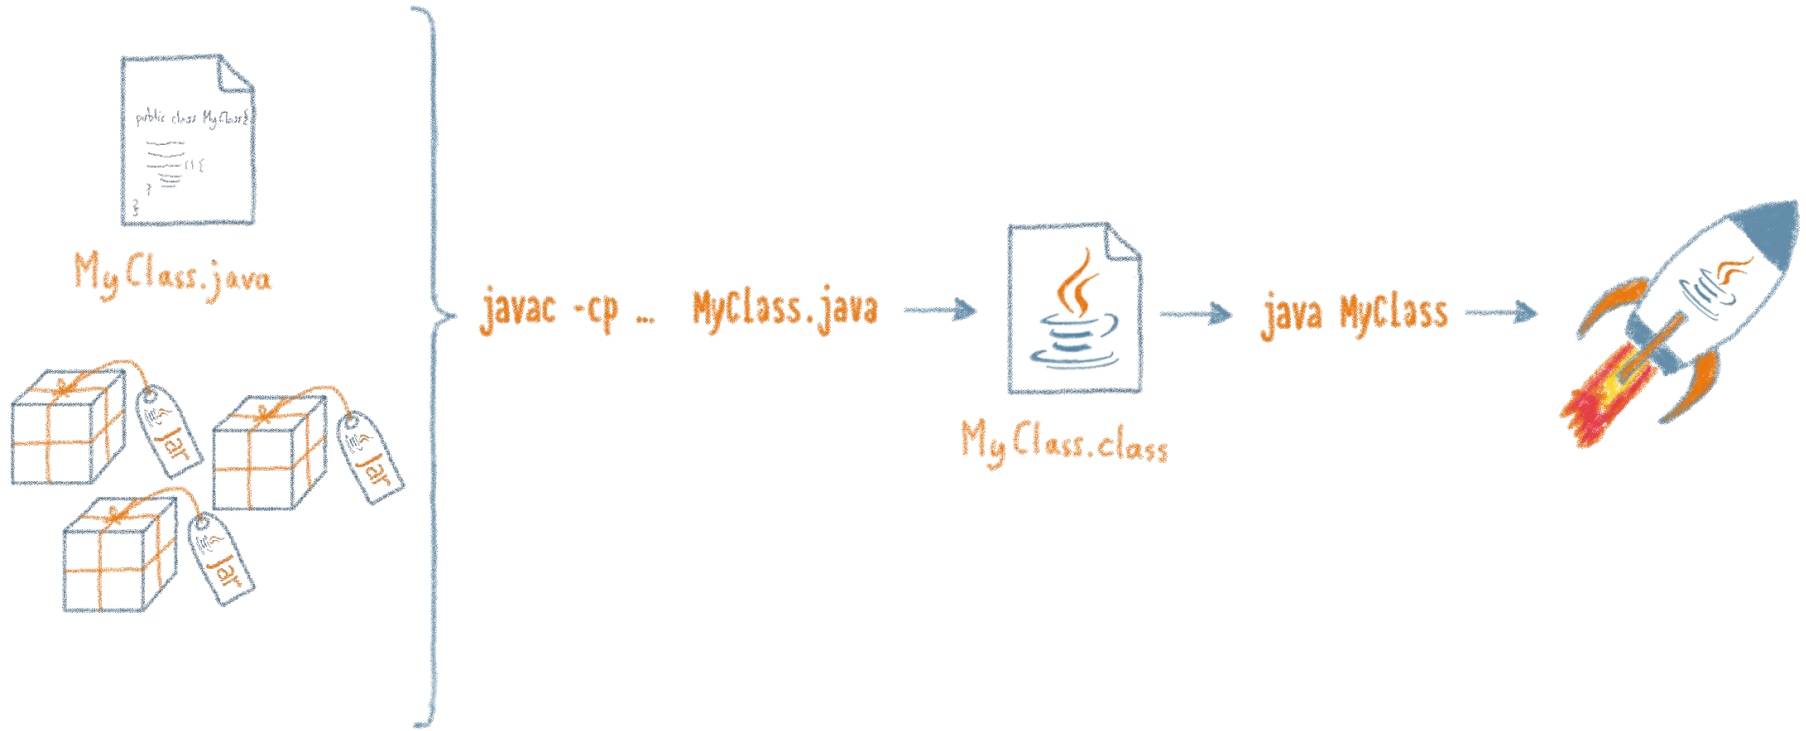 public class MyClass{
() {
}
}
MyClass.java
Jar
Jar
Jar
javac -cp ... MyClass.java
MyClass.class
java MyClass